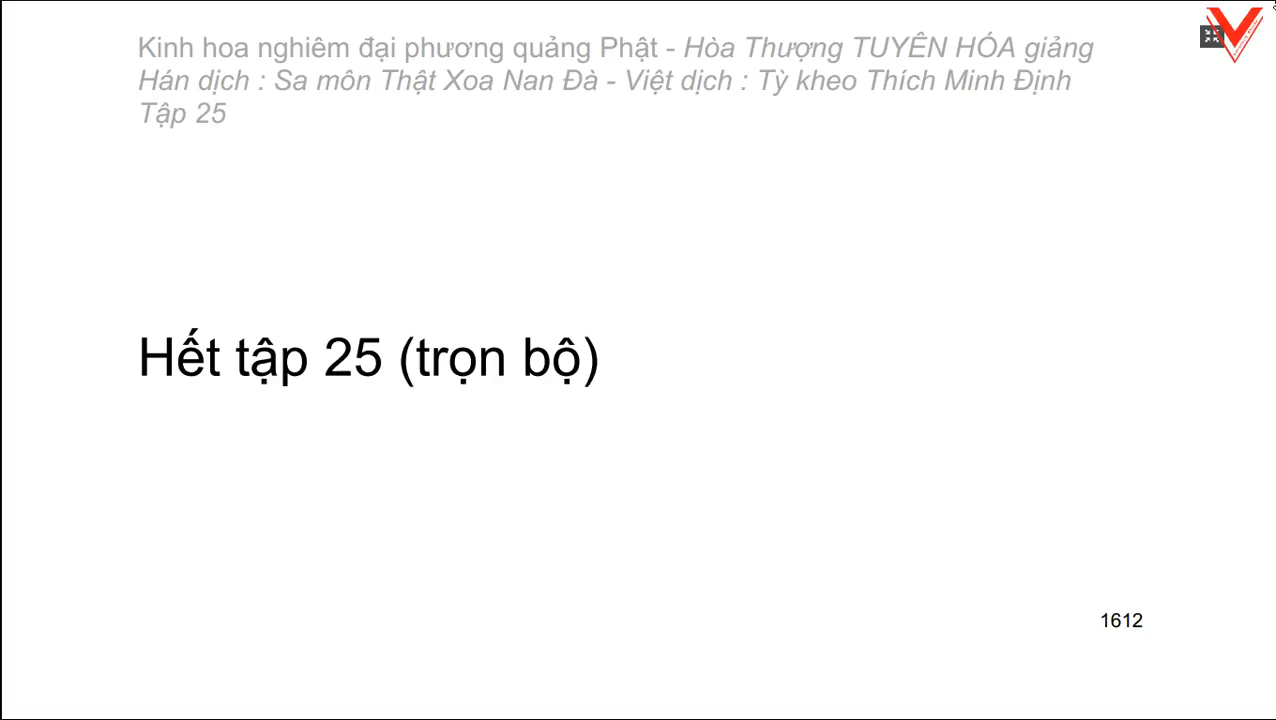 Kinh hoa nghiêm đại phương quảng Phật - Hòa Thượng TUYÊN HÓA giảng
Hán dịch : Sa môn Thật Xoa Nan Đà - Việt dịch : Tỳ kheo Thích Minh Định
Tập 25
Hết tập 25 (trọn bộ)
1612